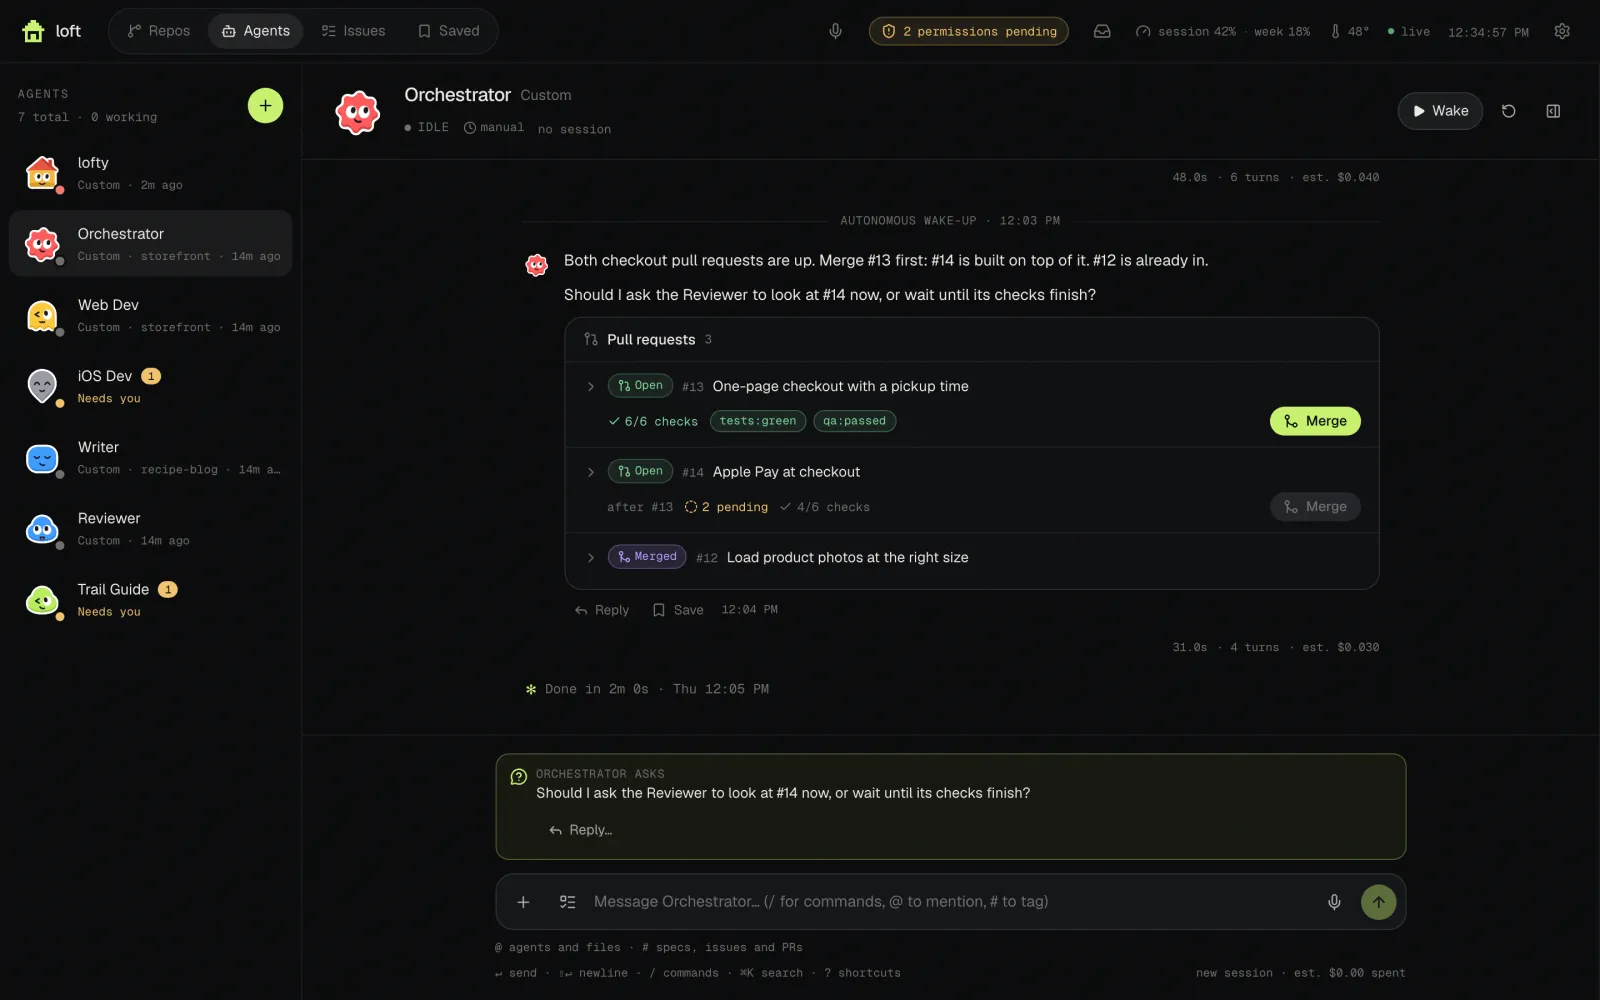 loft
Repos
Agents
Issues
Saved
2 permissions pending
session 42% · week 18%
48°
live
12:34:57 PM
AGENTS
7 total · 0 working
lofty
Custom · 2m ago
Orchestrator
Custom · storefront · 14m ago
Web Dev
Custom · storefront · 14m ago
iOS Dev 1
Needs you
Writer
Custom · recipe-blog · 14m a…
Reviewer
Custom · 14m ago
Trail Guide 1
Needs you
Orchestrator Custom
IDLE manual no session
Wake
48.0s · 6 turns · est. $0.040
AUTONOMOUS WAKE-UP · 12:03 PM
Both checkout pull requests are up. Merge #13 first: #14 is built on top of it. #12 is already in.
Should I ask the Reviewer to look at #14 now, or wait until its checks finish?
Pull requests 3
Open #13 One-page checkout with a pickup time
6/6 checks tests:green qa:passed Merge
Open #14 Apple Pay at checkout
after #13 2 pending 4/6 checks Merge
Merged #12 Load product photos at the right size
Reply Save 12:04 PM
31.0s · 4 turns · est. $0.030
Done in 2m 0s · Thu 12:05 PM
ORCHESTRATOR ASKS
Should I ask the Reviewer to look at #14 now, or wait until its checks finish?
Reply…
Message Orchestrator… (/ for commands, @ to mention, # to tag)
@ agents and files · # specs, issues and PRs
↵ send · ⇧↵ newline · / commands · ⌘K search · ? shortcuts
new session · est. $0.00 spent